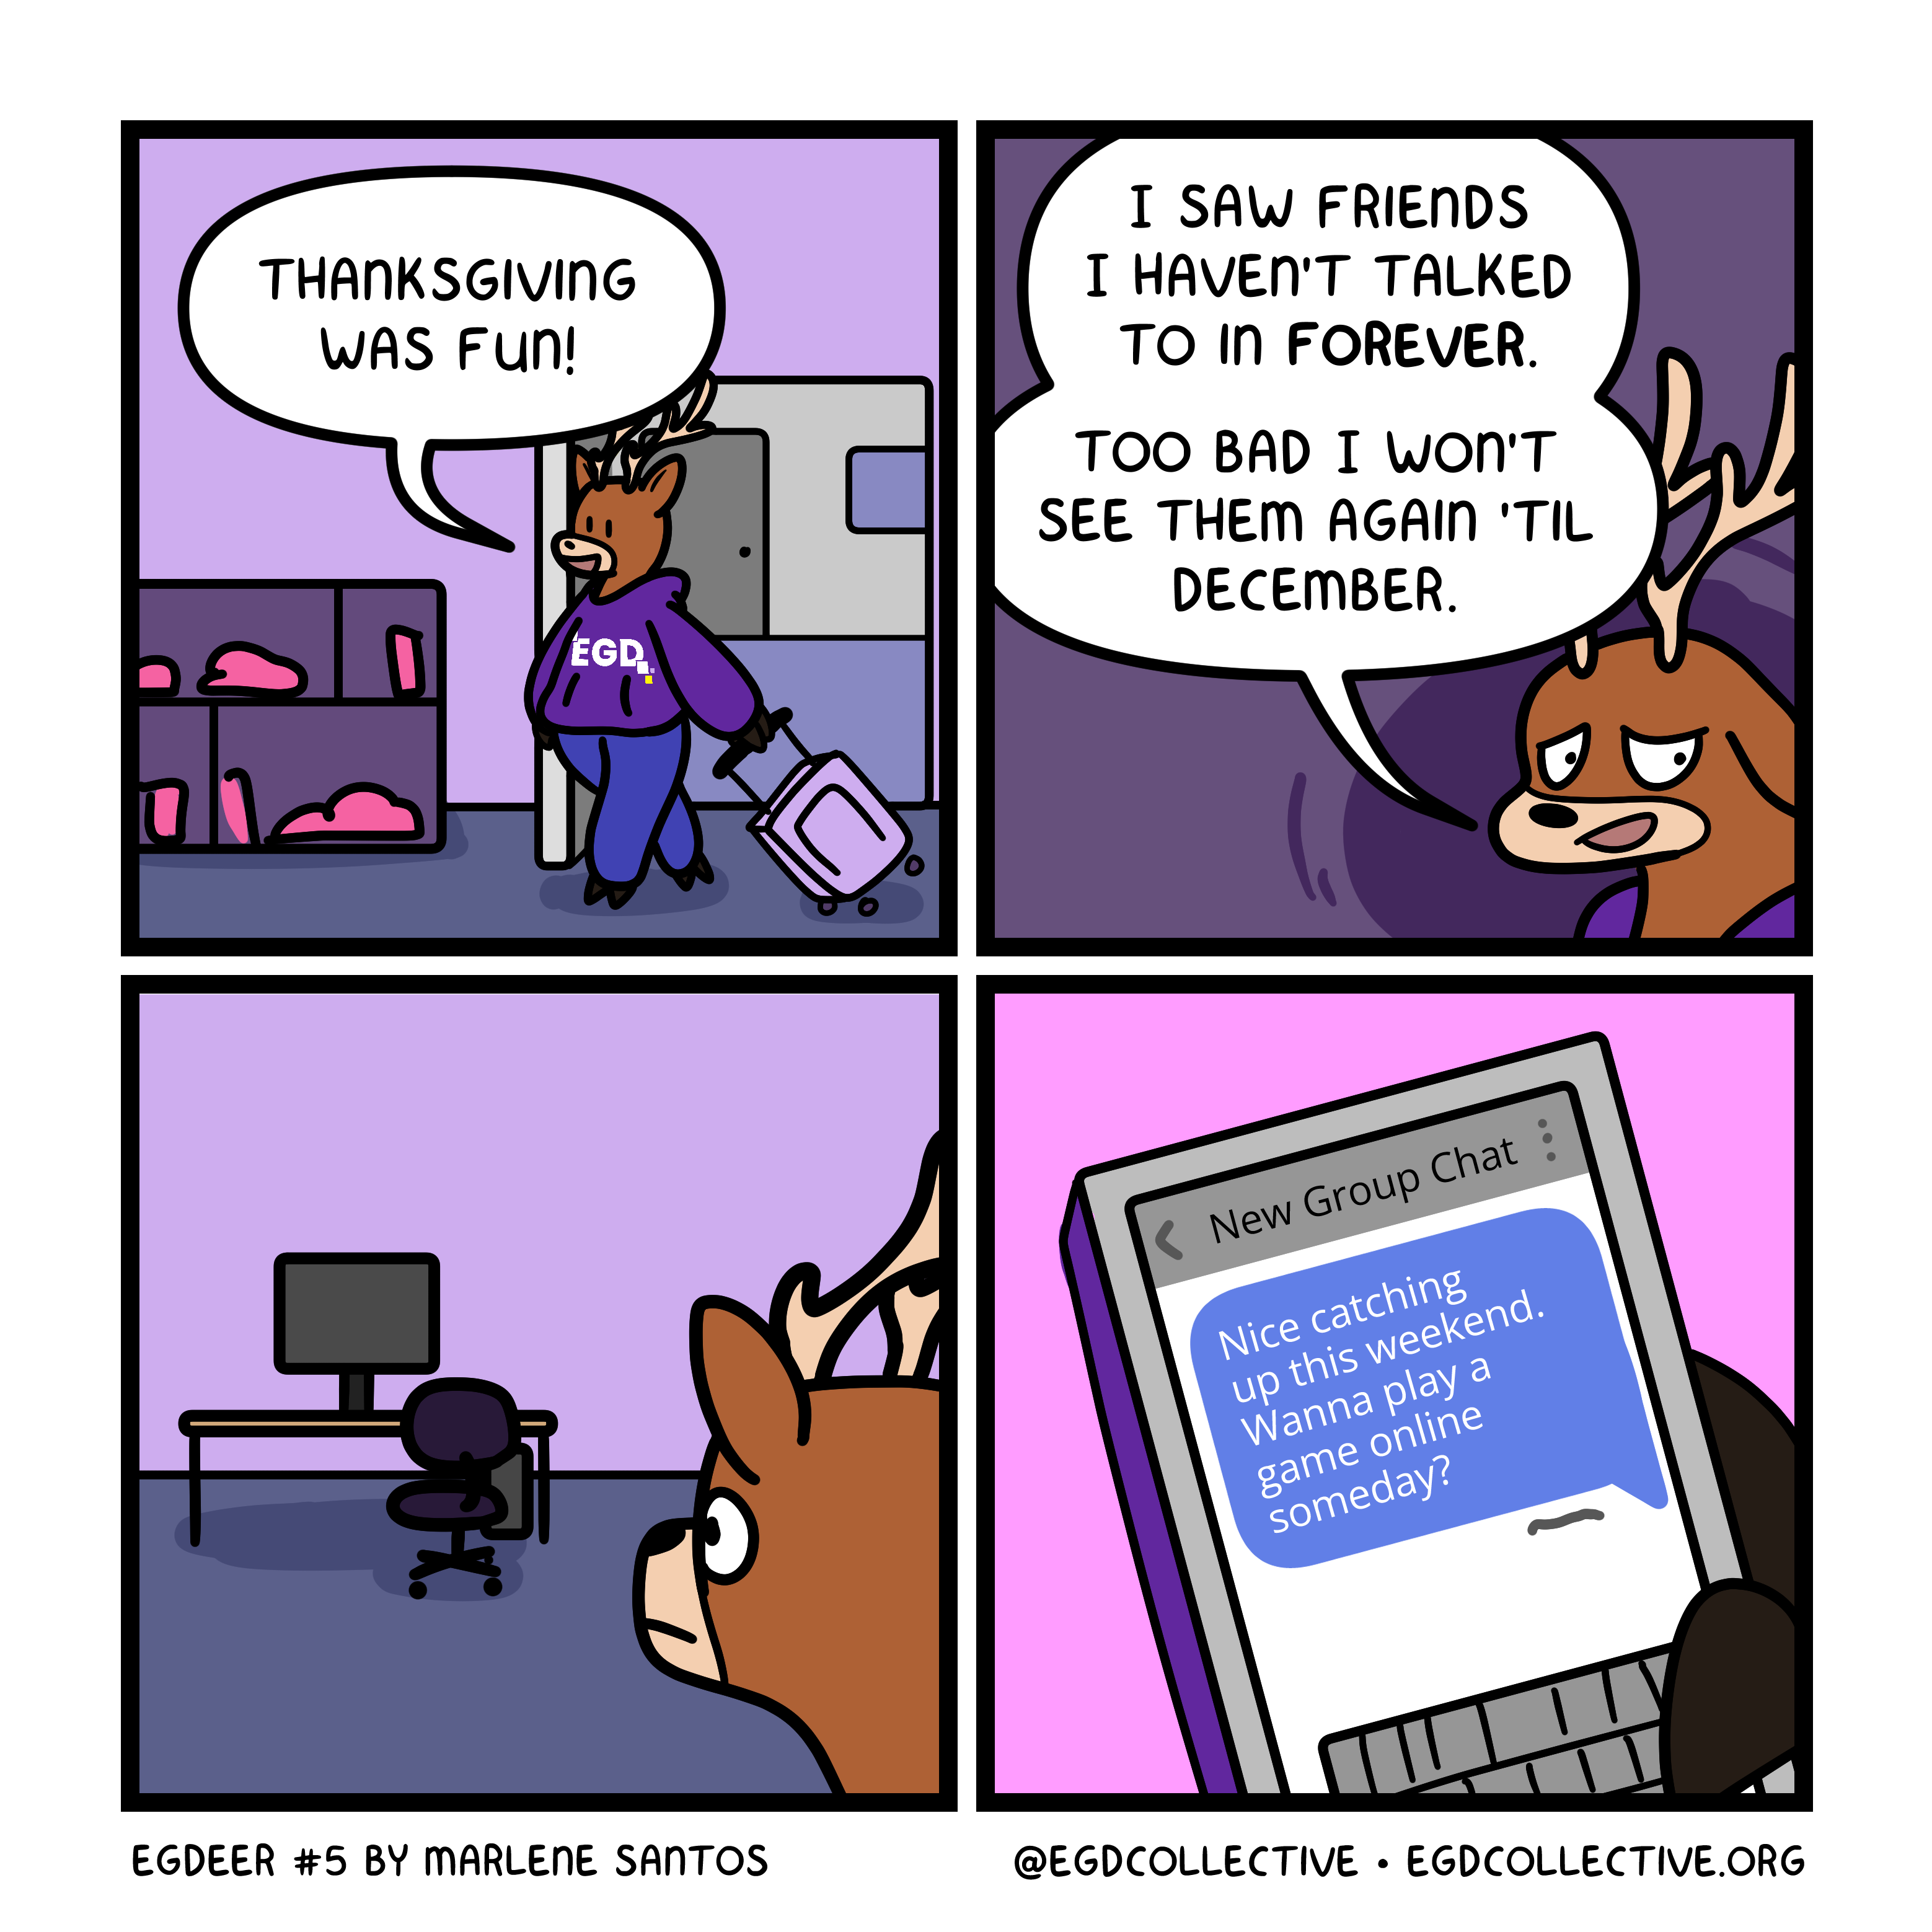 THANKSGIVING
WAS FUN!
EGD
I SAW FRIENDS
I HAVEN'T TALKED
TO IN FOREVER.
TOO BAD I WON'T
SEE THEM AGAIN 'TIL
DECEMBER.
New Group Chat
Nice catching
up this weekend.
Wanna play a
game online
someday?
EGDEER #5 BY MARLENE SANTOS
@EGDCOLLECTIVE • EGDCOLLECTIVE.ORG